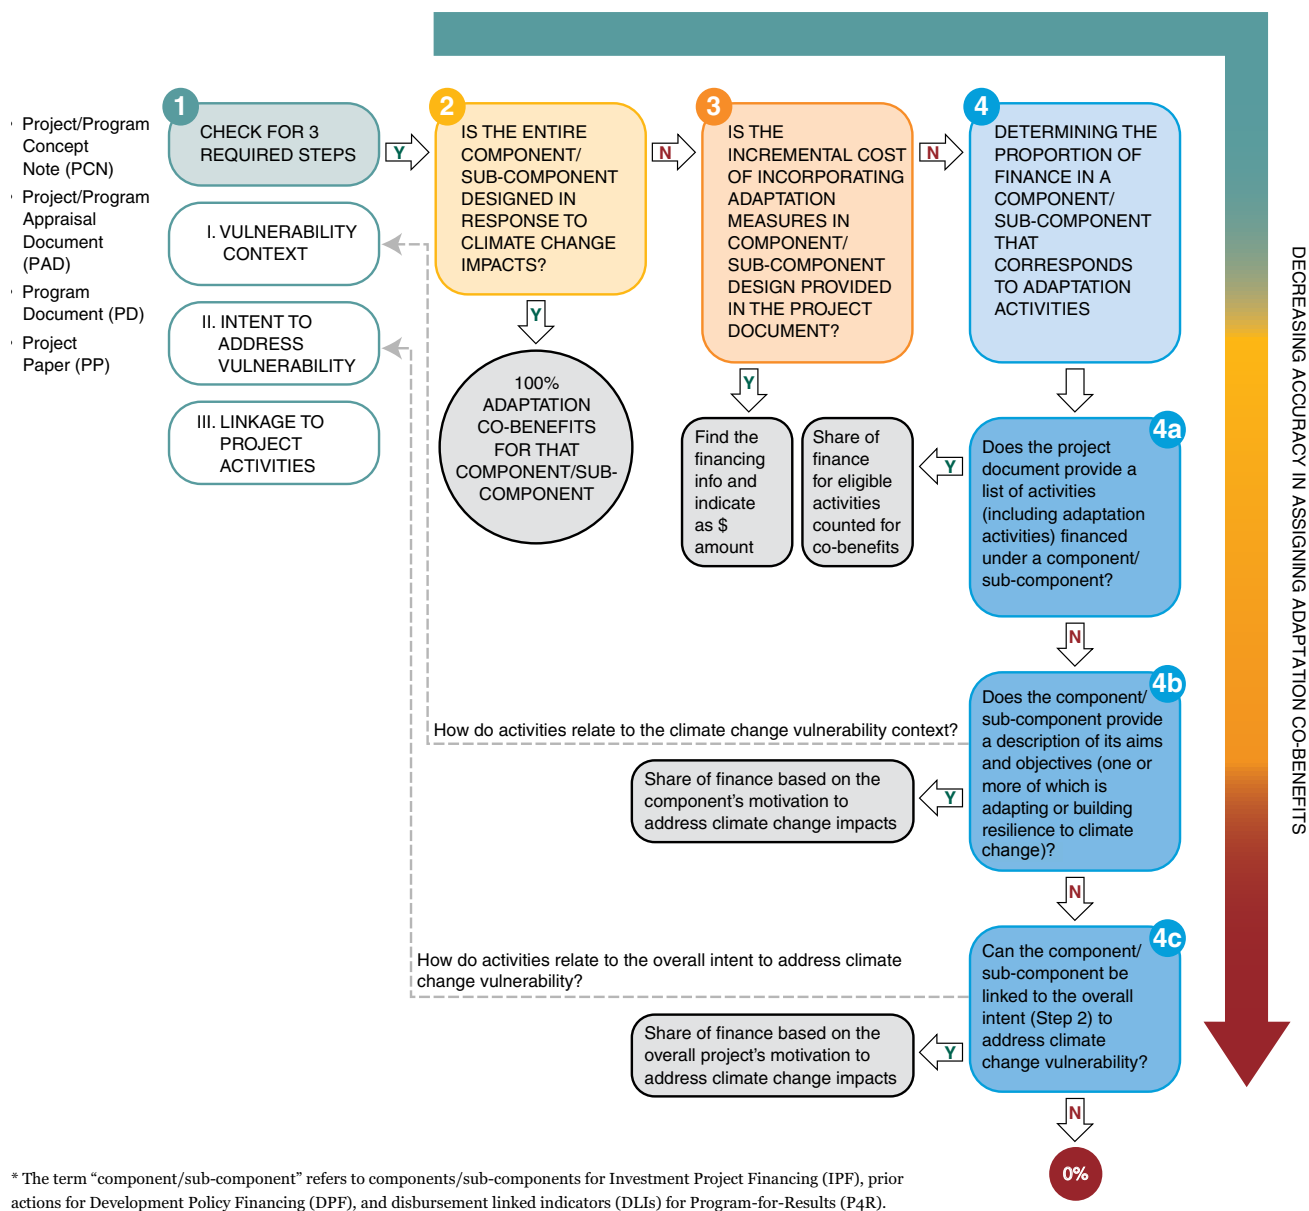 · Project/Program
Concept
Note (PCN)
· Project/Program
Appraisal
Document
(PAD)
· Program
Document (PD)
· Project
Paper (PP)
1
CHECK FOR 3
REQUIRED STEPS
Y
I. VULNERABILITY
CONTEXT
II. INTENT TO
ADDRESS
VULNERABILITY
III. LINKAGE TO
PROJECT
ACTIVITIES
2
IS THE ENTIRE
COMPONENT/
SUB-COMPONENT
DESIGNED IN
RESPONSE TO
CLIMATE CHANGE
IMPACTS?
N
Y
100%
ADAPTATION
CO-BENEFITS
FOR THAT
COMPONENT/SUB-
COMPONENT
3
IS THE
INCREMENTAL COST
OF INCORPORATING
ADAPTATION
MEASURES IN
COMPONENT/
SUB-COMPONENT
DESIGN PROVIDED
IN THE PROJECT
DOCUMENT?
N
Y
Find the
financing
info and
indicate
as $
amount
4
DETERMINING THE
PROPORTION OF
FINANCE IN A
COMPONENT/
SUB-COMPONENT
THAT
CORRESPONDS
TO ADAPTATION
ACTIVITIES
4a
Does the project
document provide a
list of activities
(including adaptation
activities) financed
under a component/
sub-component?
Y
Share of
finance
for eligible
activities
counted for
co-benefits
N
4b
Does the component/
sub-component provide
a description of its aims
and objectives (one or
more of which is
adapting or building
resilience to climate
change)?
How do activities relate to the climate change vulnerability context?
Y
Share of finance based on the
component's motivation to
address climate change impacts
N
4c
Can the component/
sub-component be
linked to the overall
intent (Step 2) to
address climate
change vulnerability?
How do activities relate to the overall intent to address climate
change vulnerability?
Y
Share of finance based on the
overall project's motivation to
address climate change impacts
N
0%
DECREASING ACCURACY IN ASSIGNING ADAPTATION CO-BENEFITS
* The term “component/sub-component” refers to components/sub-components for Investment Project Financing (IPF), prior
actions for Development Policy Financing (DPF), and disbursement linked indicators (DLIs) for Program-for-Results (P4R).